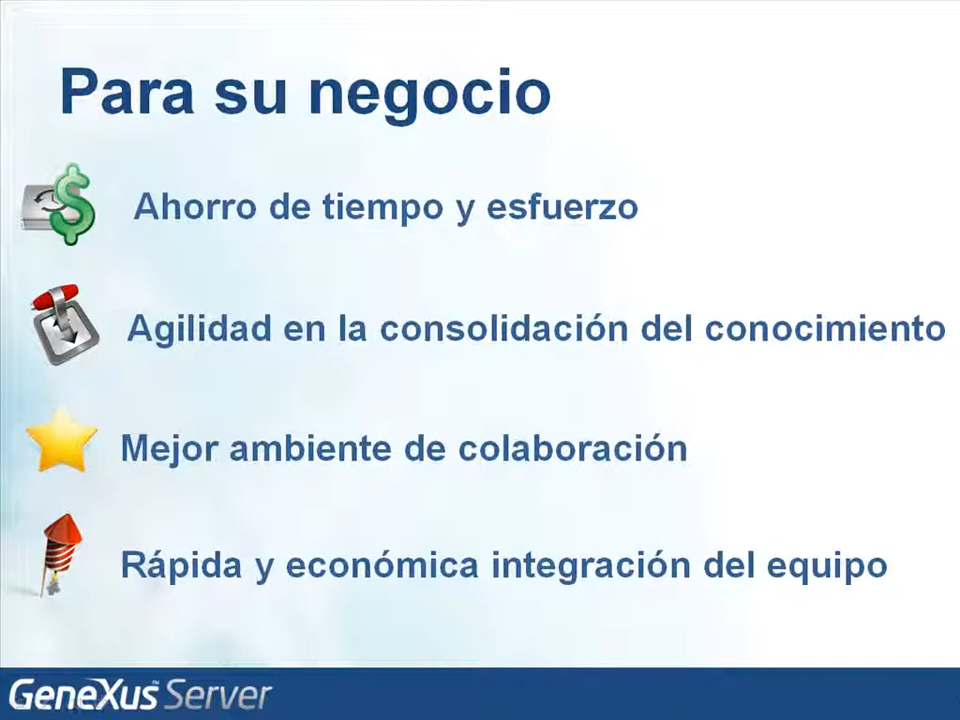 Para su negocio
Ahorro de tiempo y esfuerzo
Agilidad en la consolidación del conocimiento
Mejor ambiente de colaboración
Rápida y económica integración del equipo
GeneXus™ Server